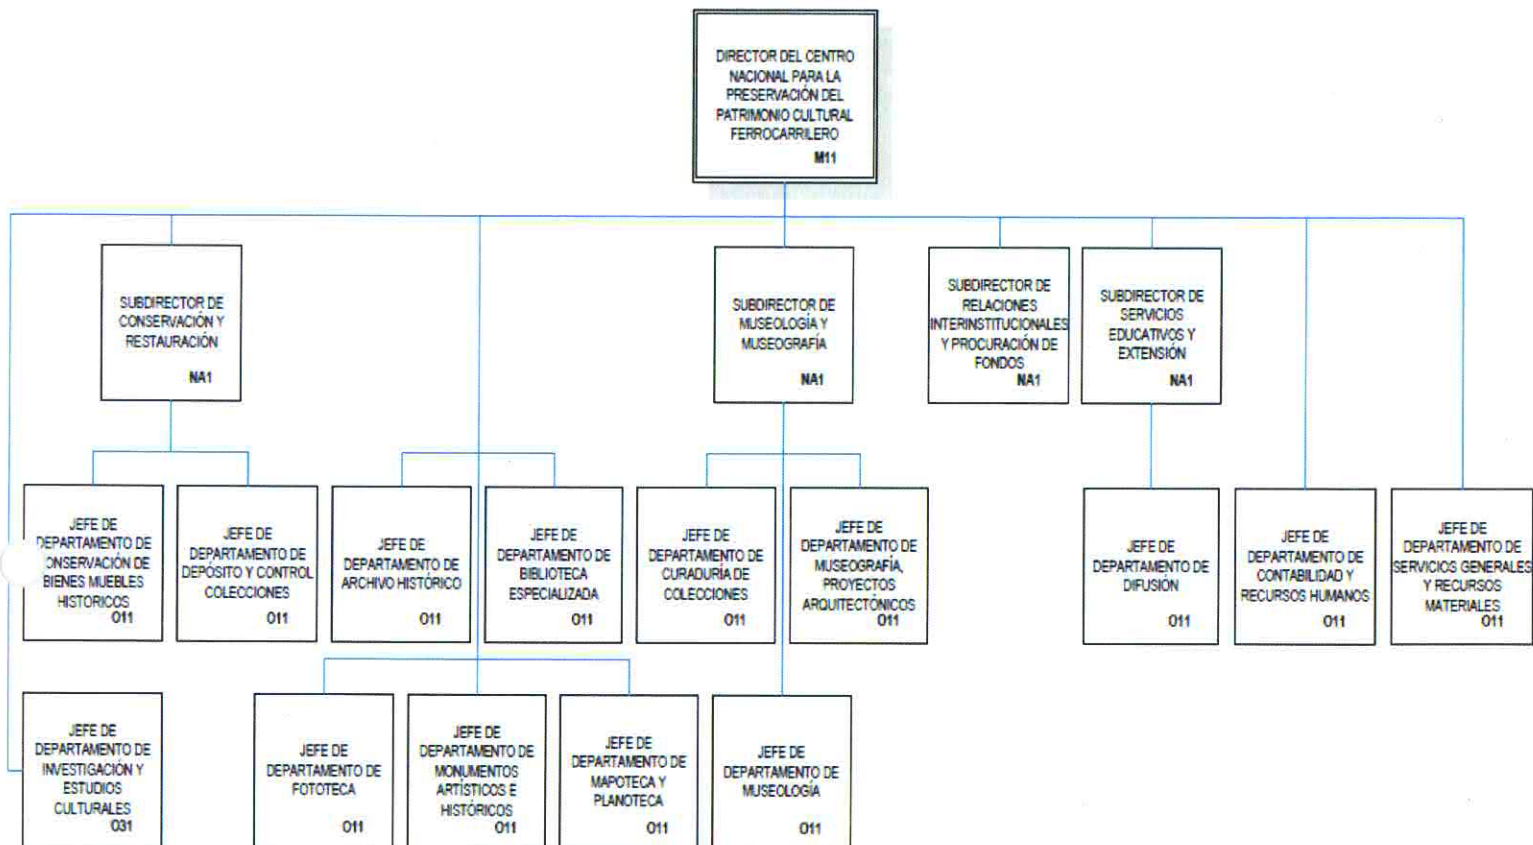 DIRECTOR DEL CENTRO
NACIONAL PARA LA
PRESERVACIÓN DEL
PATRIMONIO CULTURAL
FERROCARRILERO
M11
SUBDIRECTOR DE
CONSERVACIÓN Y
RESTAURACIÓN
NA1
SUBDIRECTOR DE
MUSEOLOGÍA Y
MUSEOGRAFÍA
NA1
SUBDIRECTOR DE
RELACIONES
INTERINSTITUCIONALES
Y PROCURACIÓN DE
FONDOS
NA1
SUBDIRECTOR DE
SERVICIOS
EDUCATIVOS Y
EXTENSIÓN
NA1
JEFE DE
DEPARTAMENTO DE
ONSERVACIÓN DE
BIENES MUEBLES
HISTORICOS
O11
JEFE DE
DEPARTAMENTO DE
DEPÓSITO Y CONTROL
COLECCIONES
O11
JEFE DE
DEPARTAMENTO DE
ARCHIVO HISTÓRICO
O11
JEFE DE
DEPARTAMENTO DE
BIBLIOTECA
ESPECIALIZADA
O11
JEFE DE
DEPARTAMENTO DE
CURADURÍA DE
COLECCIONES
O11
JEFE DE
DEPARTAMENTO DE
MUSEOGRAFÍA,
PROYECTOS
ARQUITECTÓNICOS
O11
JEFE DE
DEPARTAMENTO DE
DIFUSIÓN
O11
JEFE DE
DEPARTAMENTO DE
CONTABILIDAD Y
RECURSOS HUMANOS
O11
JEFE DE
DEPARTAMENTO DE
SERVICIOS GENERALES
Y RECURSOS
MATERIALES
O11
JEFE DE
DEPARTAMENTO DE
INVESTIGACIÓN Y
ESTUDIOS
CULTURALES
O31
JEFE DE
DEPARTAMENTO DE
FOTOTECA
O11
JEFE DE
DEPARTAMENTO DE
MONUMENTOS
ARTÍSTICOS E
HISTÓRICOS
O11
JEFE DE
DEPARTAMENTO DE
MAPOTECA Y
PLANOTECA
O11
JEFE DE
DEPARTAMENTO DE
MUSEOLOGÍA
O11